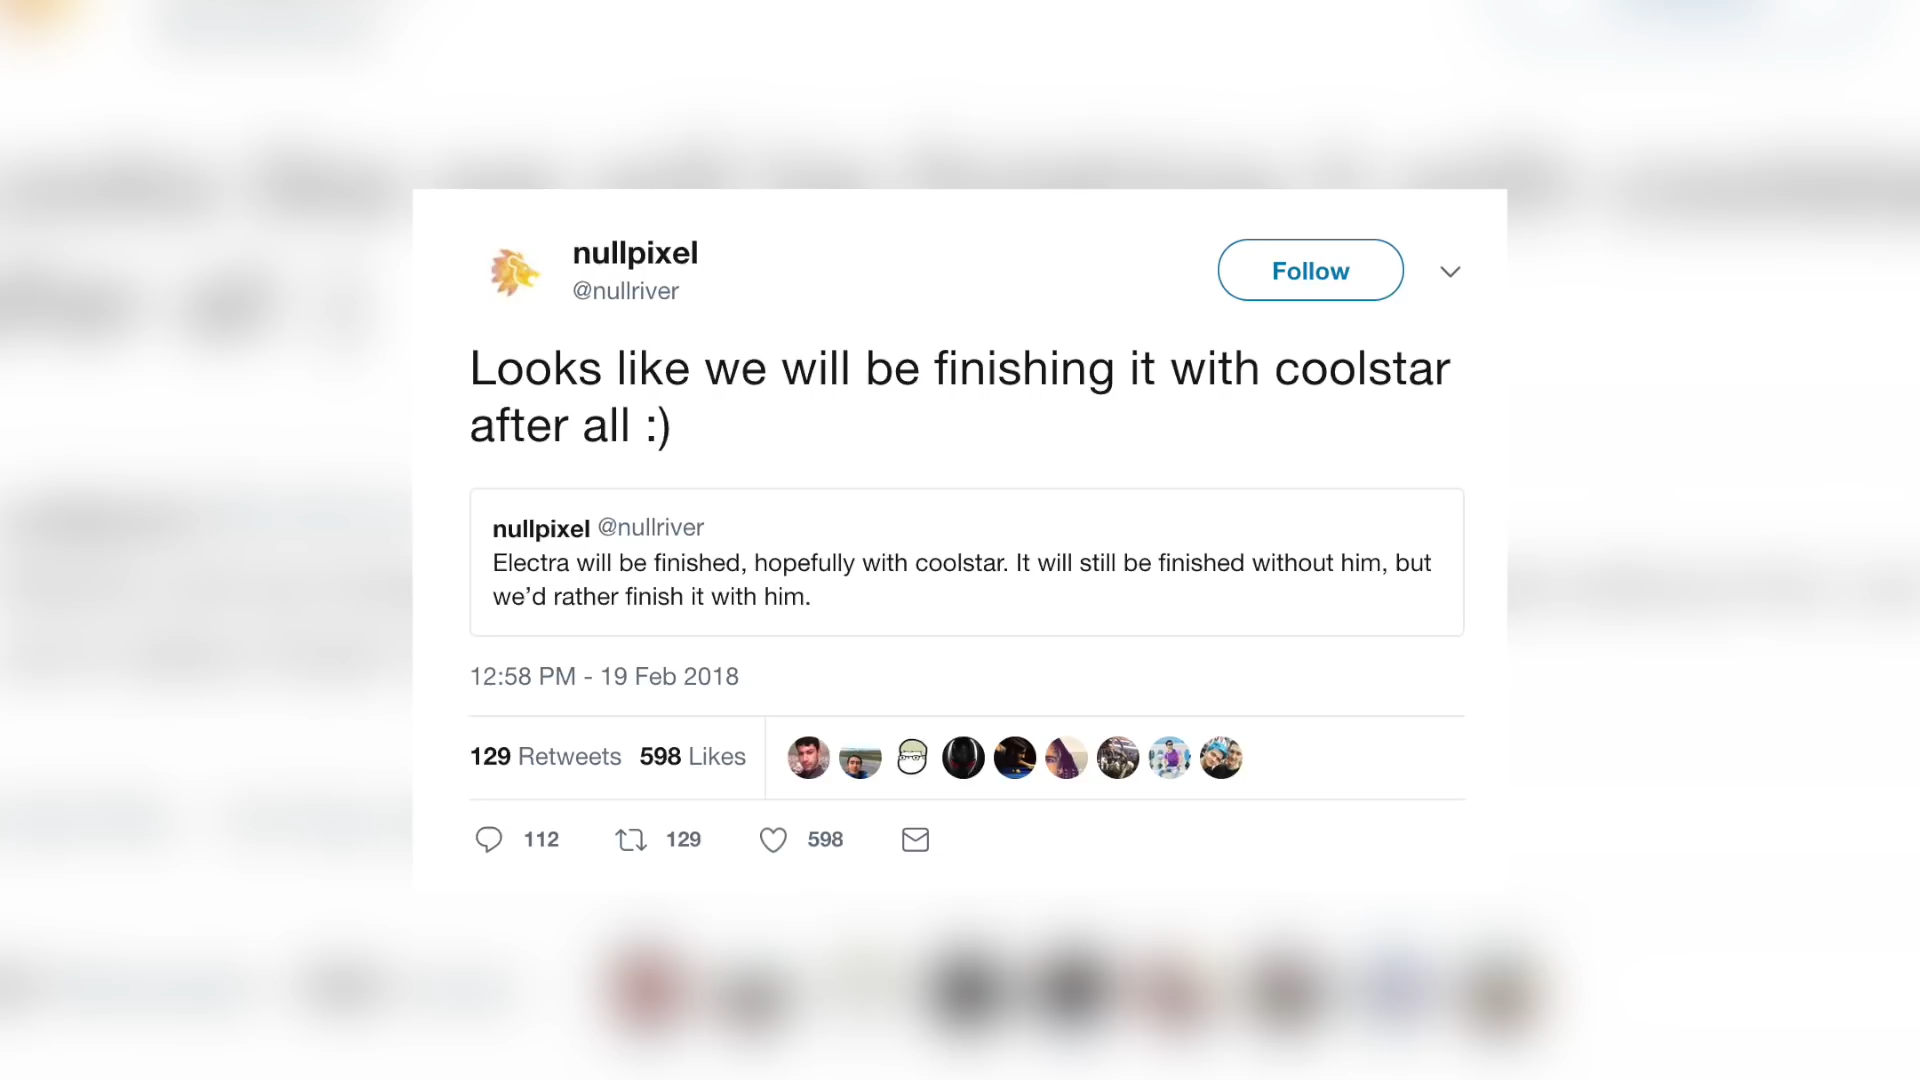 nullpixel
@nullriver
Follow
Looks like we will be finishing it with coolstar
after all :)
nullpixel @nullriver
Electra will be finished, hopefully with coolstar. It will still be finished without him, but
we’d rather finish it with him.
12:58 PM - 19 Feb 2018
129 Retweets 598 Likes
112 129 598